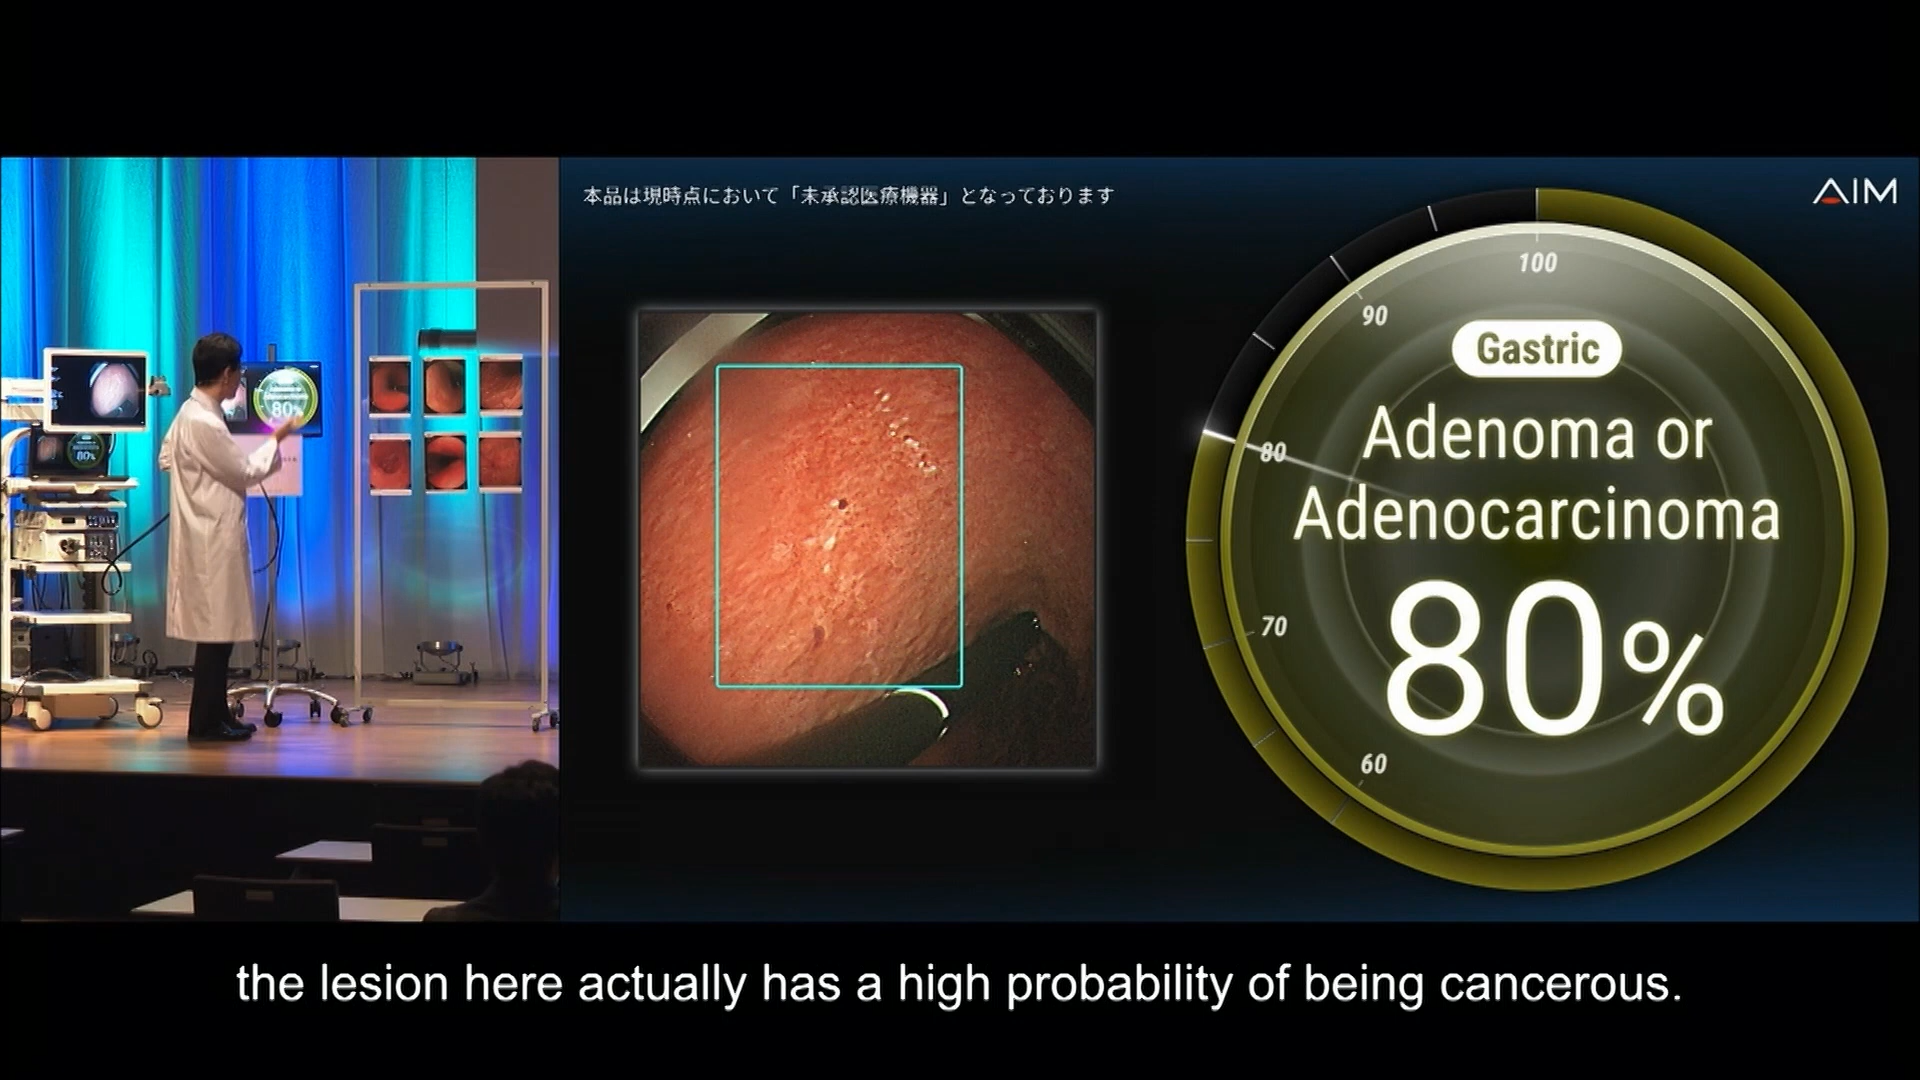 本品は現時点において「未承認医療機器」となっております
AIM
100
90
80
70
60
Gastric
Adenoma or
Adenocarcinoma
80%
80%
80%
the lesion here actually has a high probability of being cancerous.